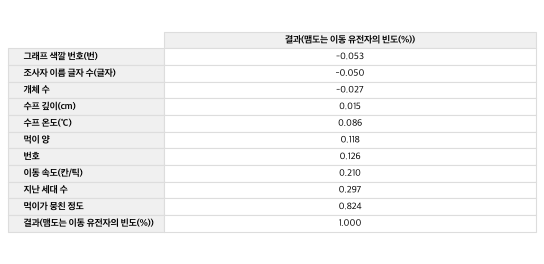 결과(맴도는 이동 유전자의 빈도(%))
그래프 색깔 번호(번) -0.053
조사자 이름 글자 수(글자) -0.050
개체 수 -0.027
수프 깊이(cm) 0.015
수프 온도(℃) 0.086
먹이 양 0.118
번호 0.126
이동 속도(칸/틱) 0.210
지난 세대 수 0.297
먹이가 뭉친 정도 0.824
결과(맴도는 이동 유전자의 빈도(%)) 1.000